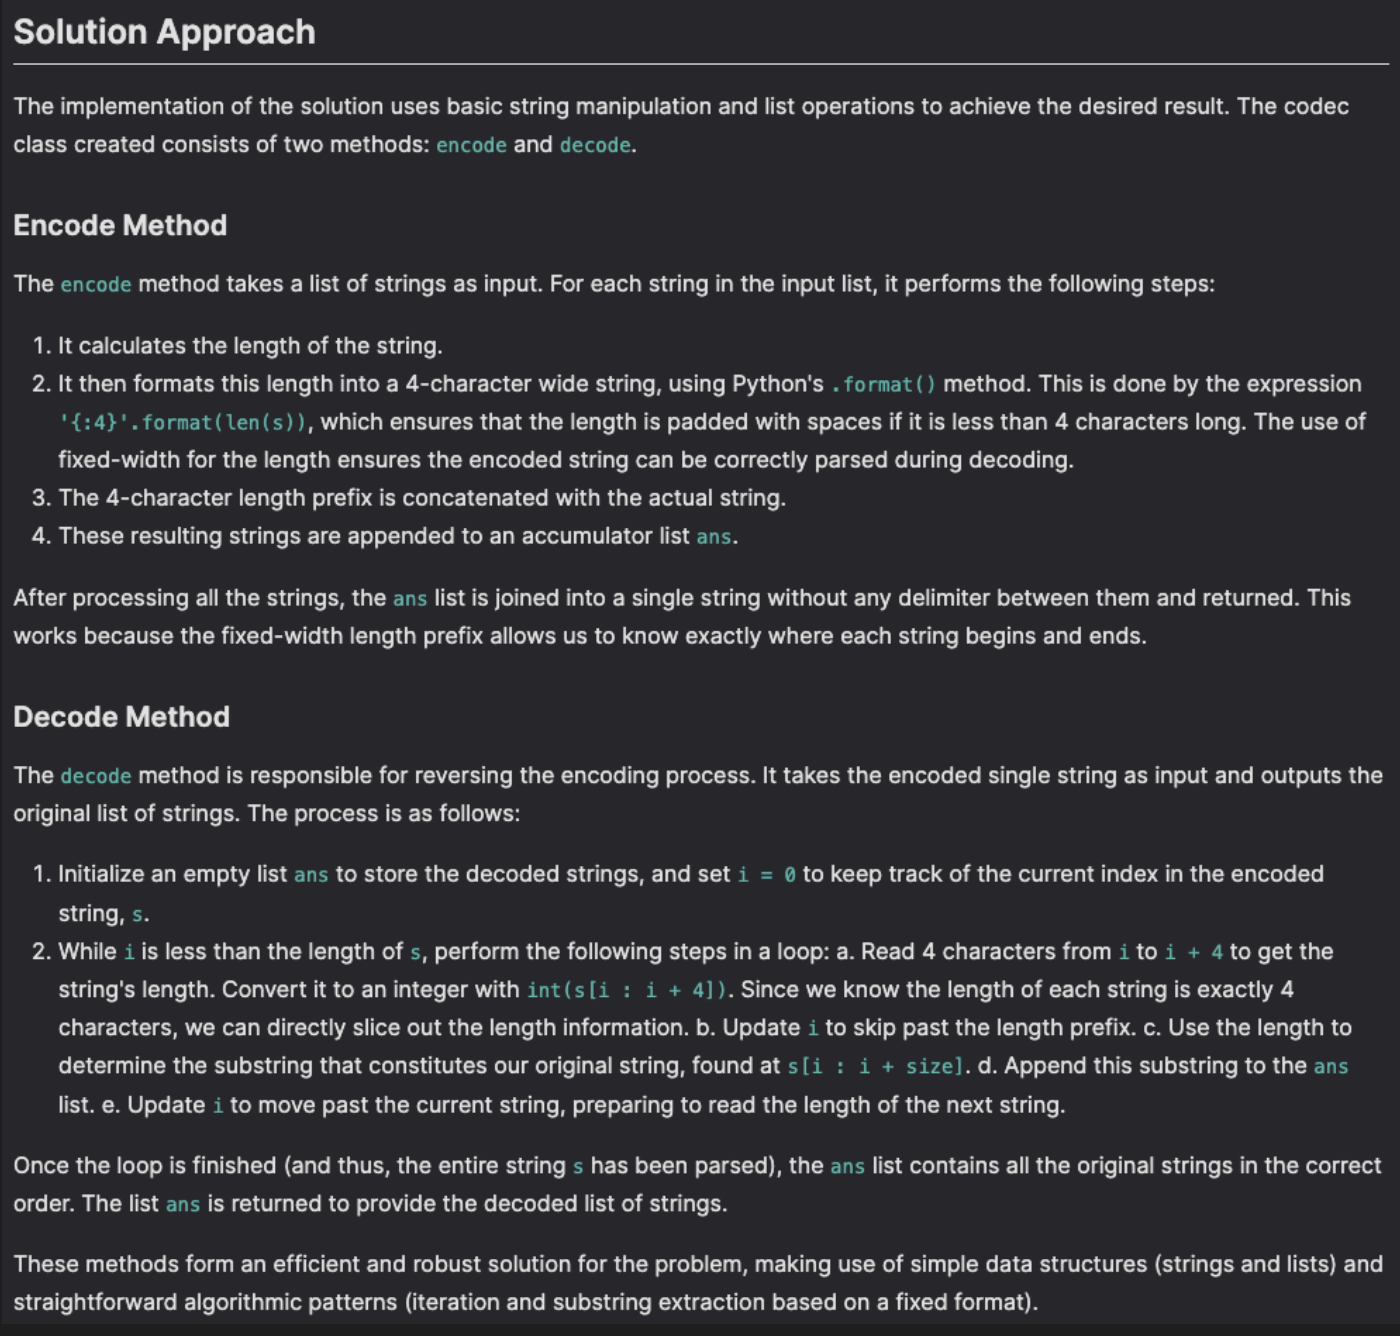 Solution Approach
The implementation of the solution uses basic string manipulation and list operations to achieve the desired result. The codec
class created consists of two methods: encode and decode.
Encode Method
The encode method takes a list of strings as input. For each string in the input list, it performs the following steps:
1. It calculates the length of the string.
2. It then formats this length into a 4-character wide string, using Python's .format() method. This is done by the expression
'{:4}'.format(len(s)), which ensures that the length is padded with spaces if it is less than 4 characters long. The use of
fixed-width for the length ensures the encoded string can be correctly parsed during decoding.
3. The 4-character length prefix is concatenated with the actual string.
4. These resulting strings are appended to an accumulator list ans.
After processing all the strings, the ans list is joined into a single string without any delimiter between them and returned. This
works because the fixed-width length prefix allows us to know exactly where each string begins and ends.
Decode Method
The decode method is responsible for reversing the encoding process. It takes the encoded single string as input and outputs the
original list of strings. The process is as follows:
1. Initialize an empty list ans to store the decoded strings, and set i = 0 to keep track of the current index in the encoded
string, s.
2. While i is less than the length of s, perform the following steps in a loop: a. Read 4 characters from i to i + 4 to get the
string's length. Convert it to an integer with int(s[i : i + 4]). Since we know the length of each string is exactly 4
characters, we can directly slice out the length information. b. Update i to skip past the length prefix. c. Use the length to
determine the substring that constitutes our original string, found at s[i : i + size]. d. Append this substring to the ans
list. e. Update i to move past the current string, preparing to read the length of the next string.
Once the loop is finished (and thus, the entire string s has been parsed), the ans list contains all the original strings in the correct
order. The list ans is returned to provide the decoded list of strings.
These methods form an efficient and robust solution for the problem, making use of simple data structures (strings and lists) and
straightforward algorithmic patterns (iteration and substring extraction based on a fixed format).